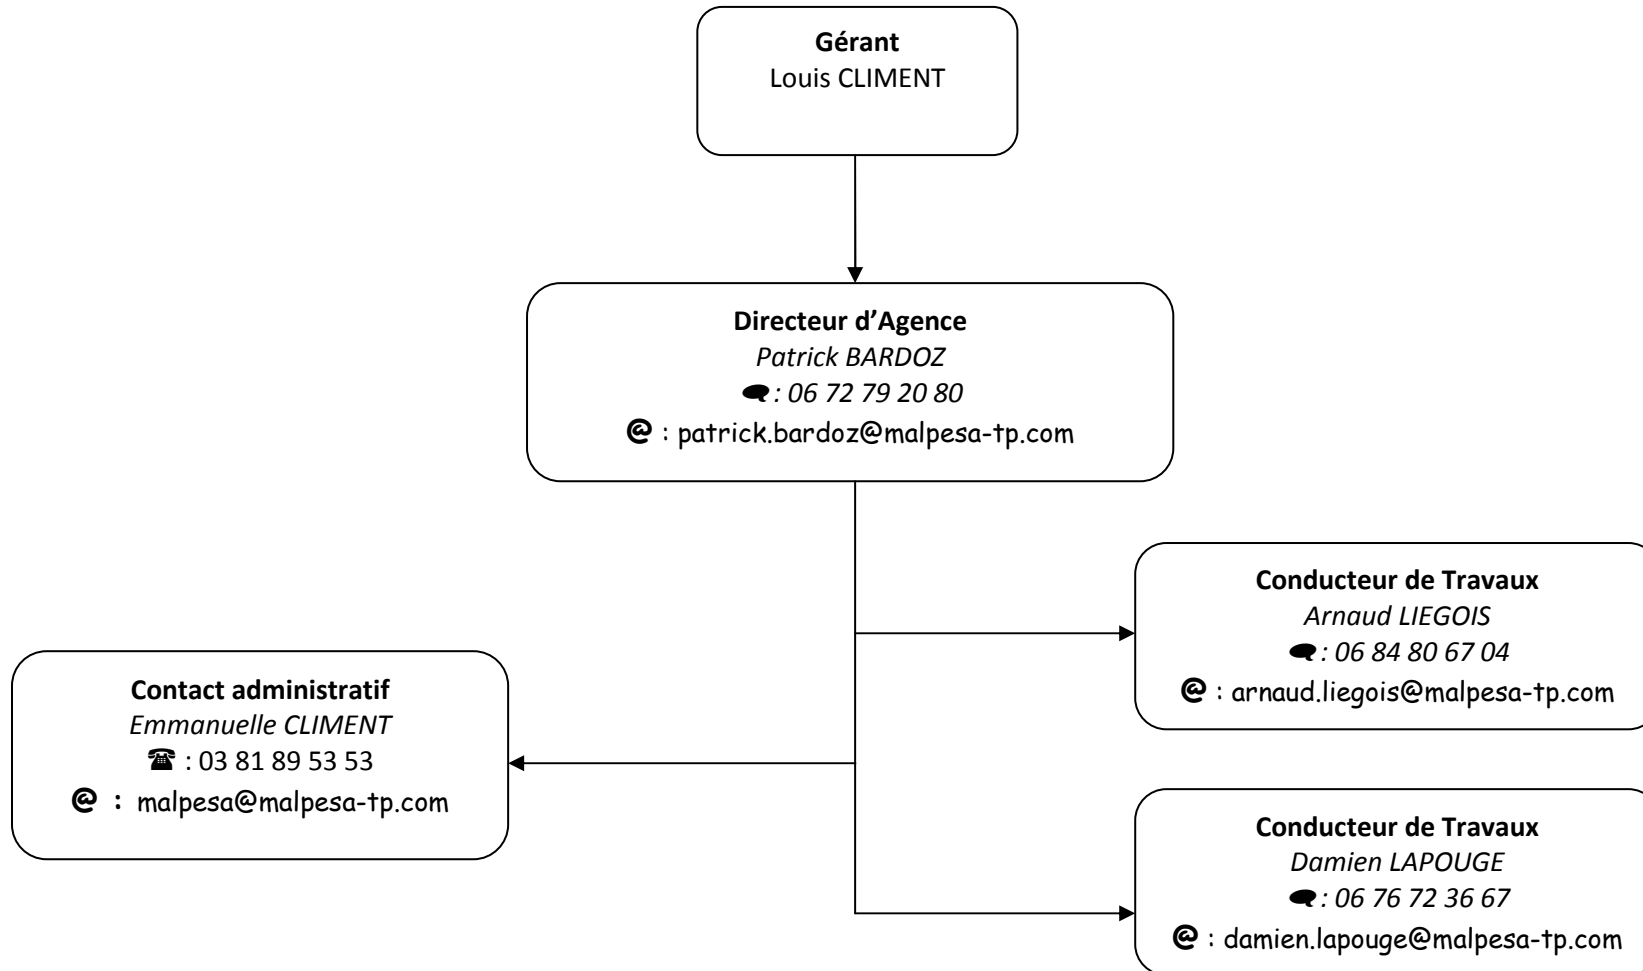 Gérant
Louis CLIMENT
Directeur d’Agence
Patrick BARDOZ
: 06 72 79 20 80
@ : patrick.bardoz@malpesa-tp.com
Conducteur de Travaux
Arnaud LIEGOIS
: 06 84 80 67 04
@ : arnaud.liegois@malpesa-tp.com
Contact administratif
Emmanuelle CLIMENT
☎ : 03 81 89 53 53
@ : malpesa@malpesa-tp.com
Conducteur de Travaux
Damien LAPOUGE
: 06 76 72 36 67
@ : damien.lapouge@malpesa-tp.com